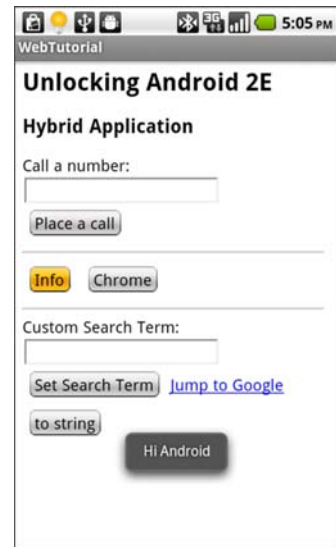 3G
5:05 PM
WebTutorial
Unlocking Android 2E
Hybrid Application
Call a number:
Place a call
Info Chrome
Custom Search Term:
Set Search Term Jump to Google
to string
Hi Android